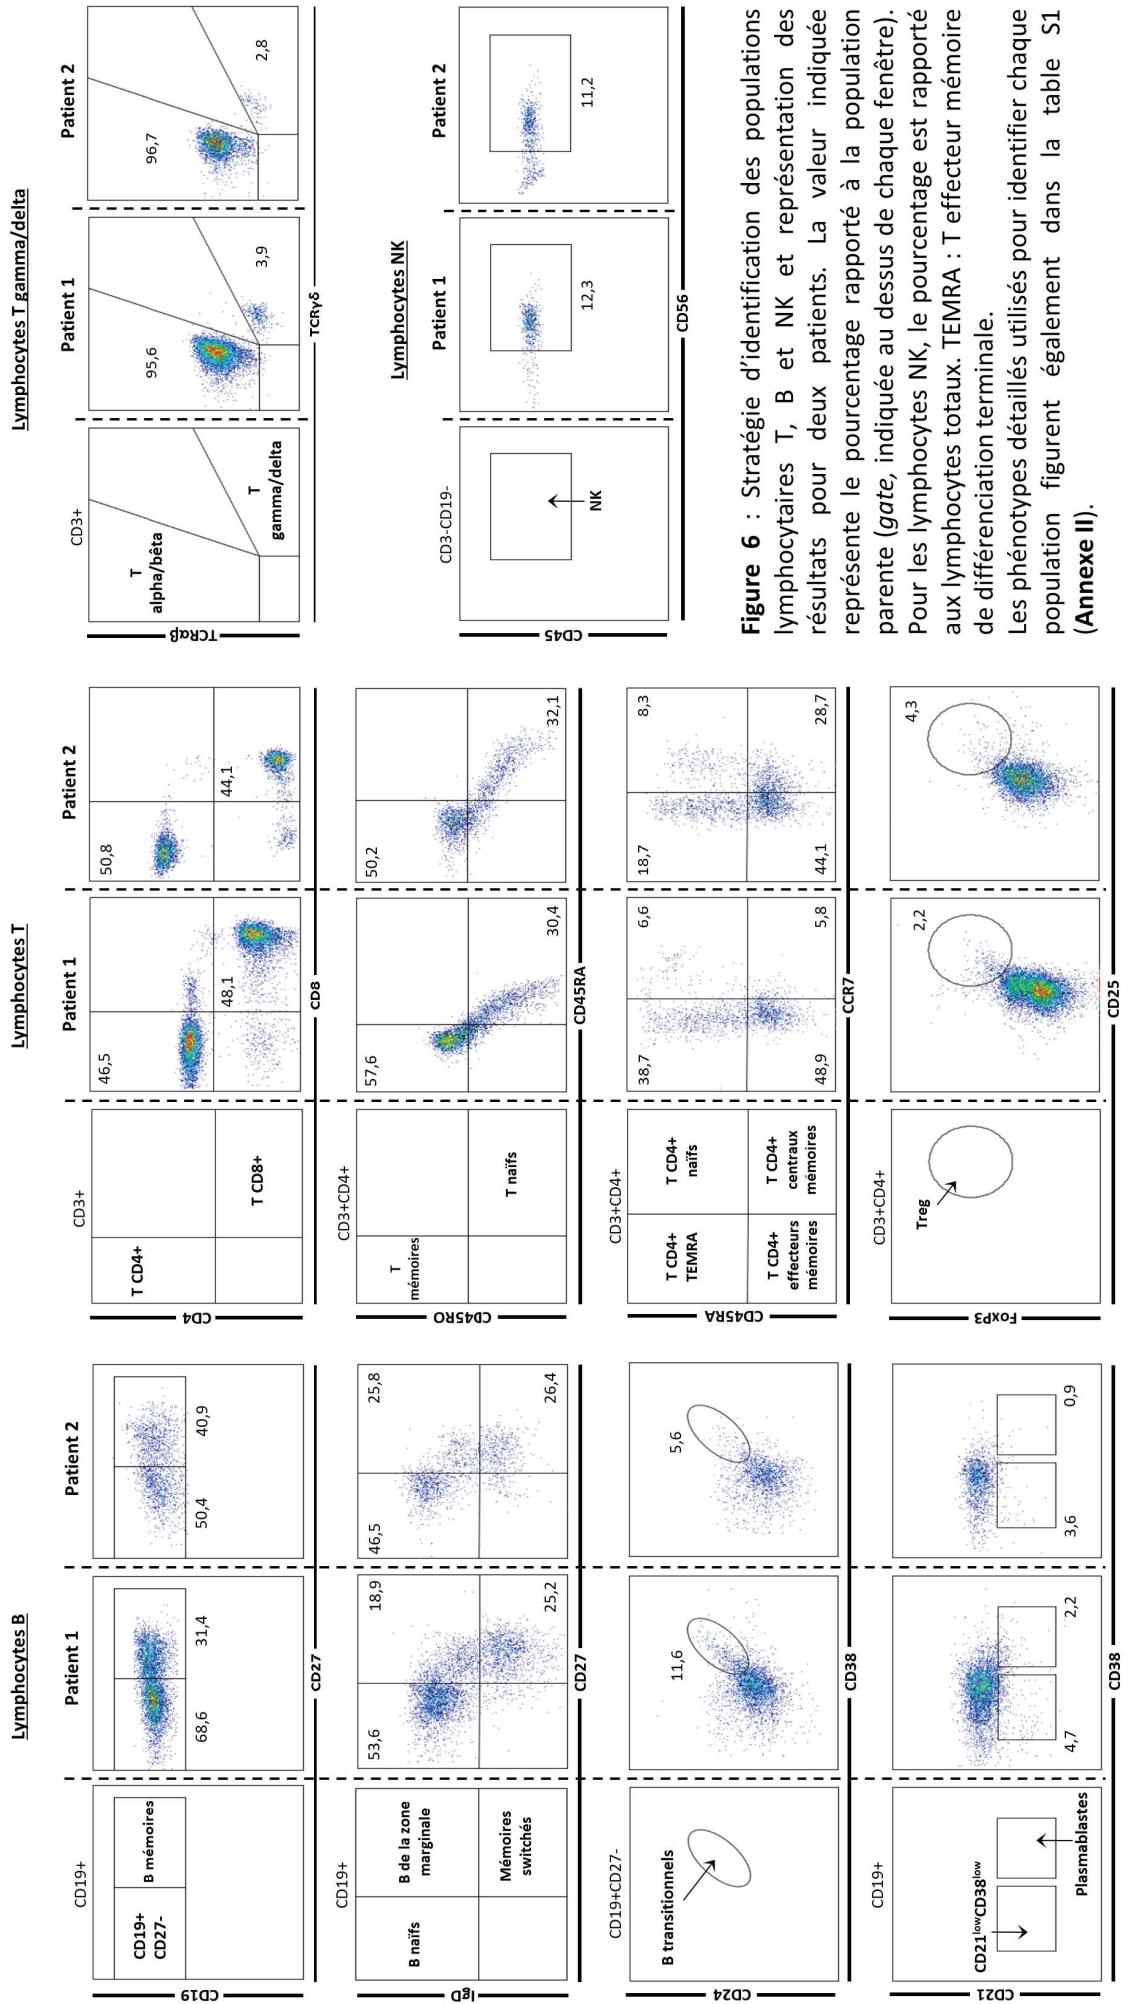 Lymphocytes B
Patient 1
Patient 2
CD19+
CD19+
CD27-
B mémoires
68,6
31,4
50,4
40,9
CD19
CD27
CD19+
B naïfs
B de la zone
marginale
Mémoires
switchés
53,6
18,9
25,2
46,5
25,8
26,4
IgD
CD27
CD19+CD27-
B transitionnels
11,6
5,6
CD24
CD38
CD19+
CD21lowCD38low
Plasmablastes
4,7
2,2
3,6
0,9
CD21
CD38
Lymphocytes T
Patient 1
Patient 2
CD3+
T CD4+
T CD8+
46,5
48,1
50,8
44,1
CD4
CD8
CD3+CD4+
T
mémoires
T naïfs
57,6
30,4
50,2
32,1
CD45RO
CD45RA
CD3+CD4+
T CD4+
TEMRA
T CD4+
naïfs
T CD4+
effecteurs
mémoires
T CD4+
centraux
mémoires
38,7
6,6
48,9
5,8
18,7
8,3
44,1
28,7
CD45RA
CCR7
CD3+CD4+
Treg
2,2
4,3
FoxP3
CD25
Lymphocytes T gamma/delta
Patient 1
Patient 2
CD3+
T
alpha/bêta
T
gamma/delta
95,6
3,9
96,7
2,8
TCRαβ
TCRγδ
Lymphocytes NK
Patient 1
Patient 2
CD3-CD19-
NK
12,3
11,2
CD45
CD56
Figure 6 : Stratégie d'identification des populations
lymphocytaires T, B et NK et représentation des
résultats pour deux patients. La valeur indiquée
représente le pourcentage rapporté à la population
parente (gate, indiquée au dessus de chaque fenêtre).
Pour les lymphocytes NK, le pourcentage est rapporté
aux lymphocytes totaux. TEMRA : T effecteur mémoire
de différenciation terminale.
Les phénotypes détaillés utilisés pour identifier chaque
population figurent également dans la table S1
(Annexe II).